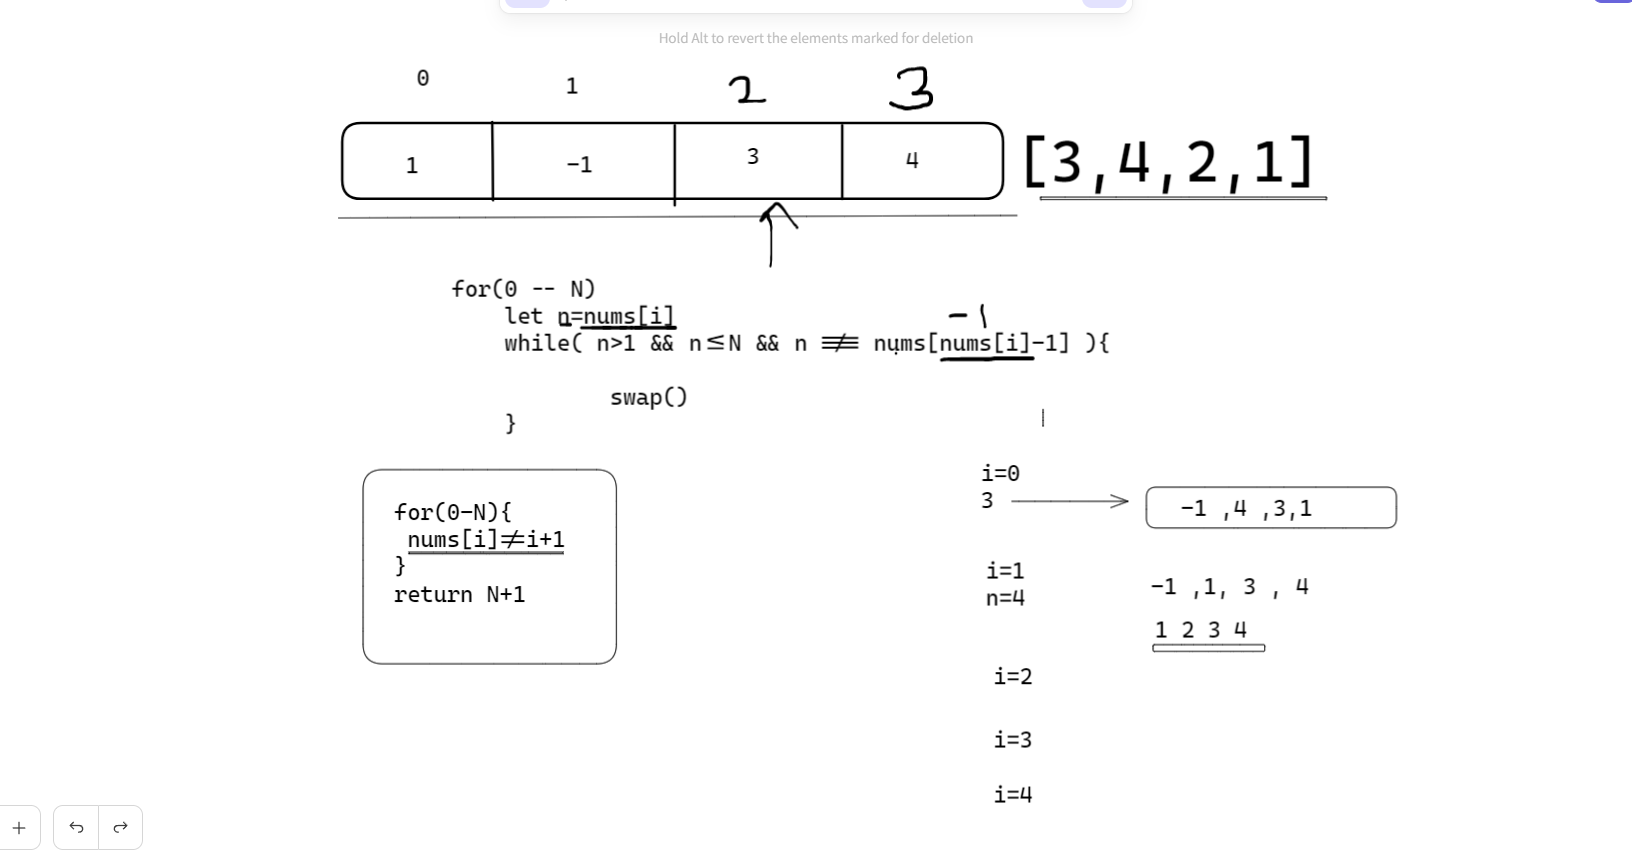 Hold Alt to revert the elements marked for deletion
0 1 2 3
1 -1 3 4
[3,4,2,1]
for(0 -- N)
let n=nums[i]
-1
while( n>1 && n≤N && n ≢ nums[nums[i]-1] ){
swap()
}
for(0-N){
nums[i]≠i+1
}
return N+1
i=0
3
-1 ,4 ,3,1
i=1
n=4
-1 ,1, 3 , 4
1 2 3 4
i=2
i=3
i=4